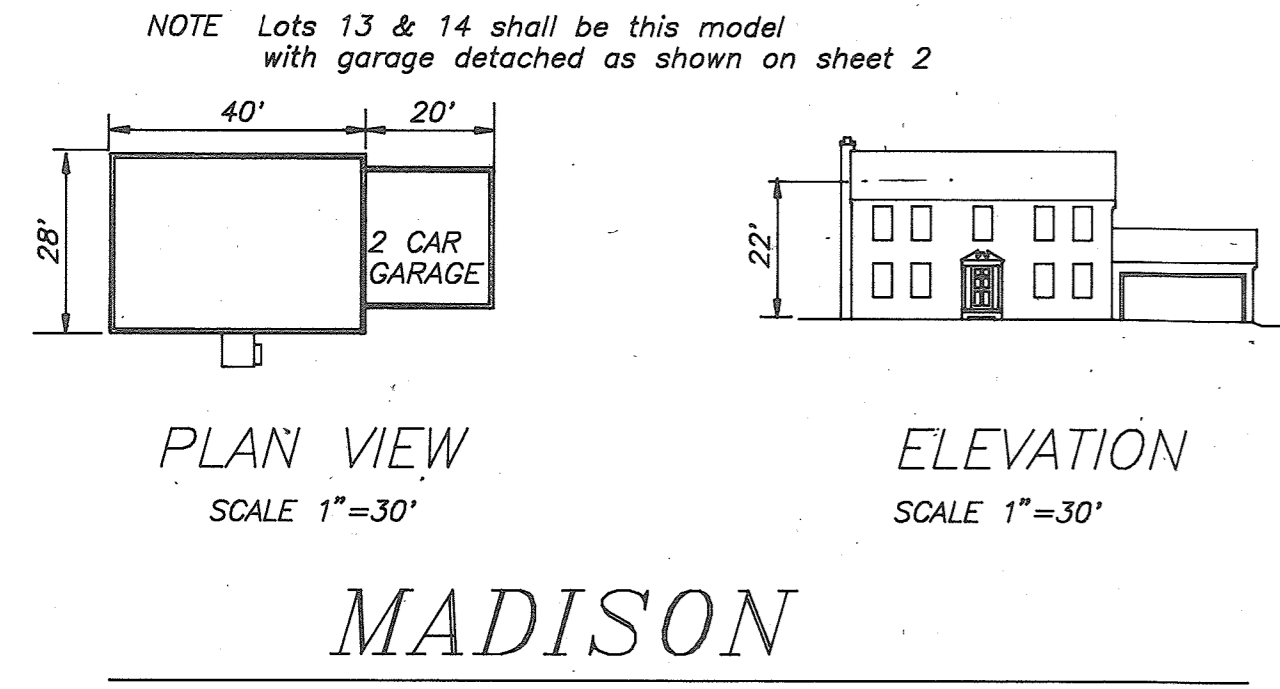 NOTE Lots 13 & 14 shall be this model
with garage detached as shown on sheet 2
40'
20'
28'
2 CAR
GARAGE
22'
PLAN VIEW
SCALE 1"=30'
ELEVATION
SCALE 1"=30'
MADISON